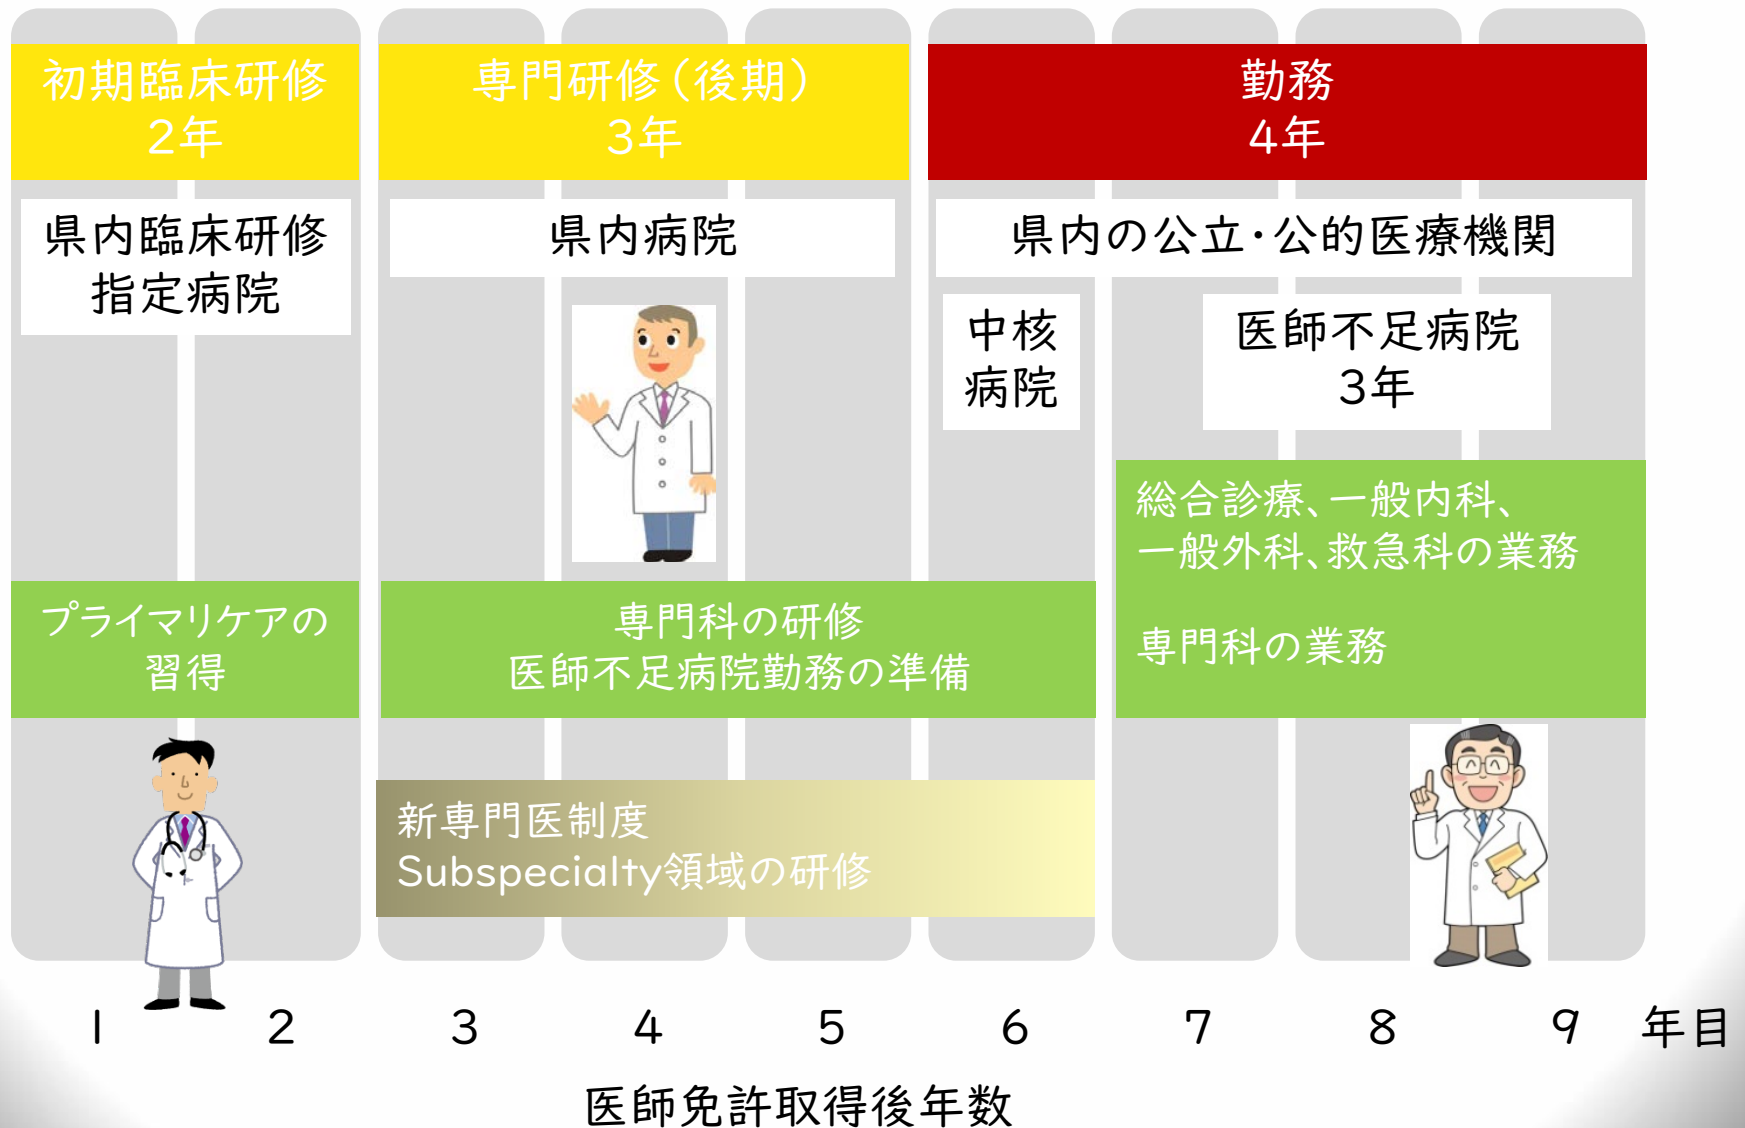 初期臨床研修
2年
専門研修(後期)
3年
勤務
4年
県内臨床研修
指定病院
県内病院
県内の公立・公的医療機関
中核
病院
医師不足病院
3年
総合診療、一般内科、
一般外科、救急科の業務
専門科の業務
プライマリケアの
習得
専門科の研修
医師不足病院勤務の準備
新専門医制度
Subspecialty領域の研修
1 2 3 4 5 6 7 8 9 年目
医師免許取得後年数